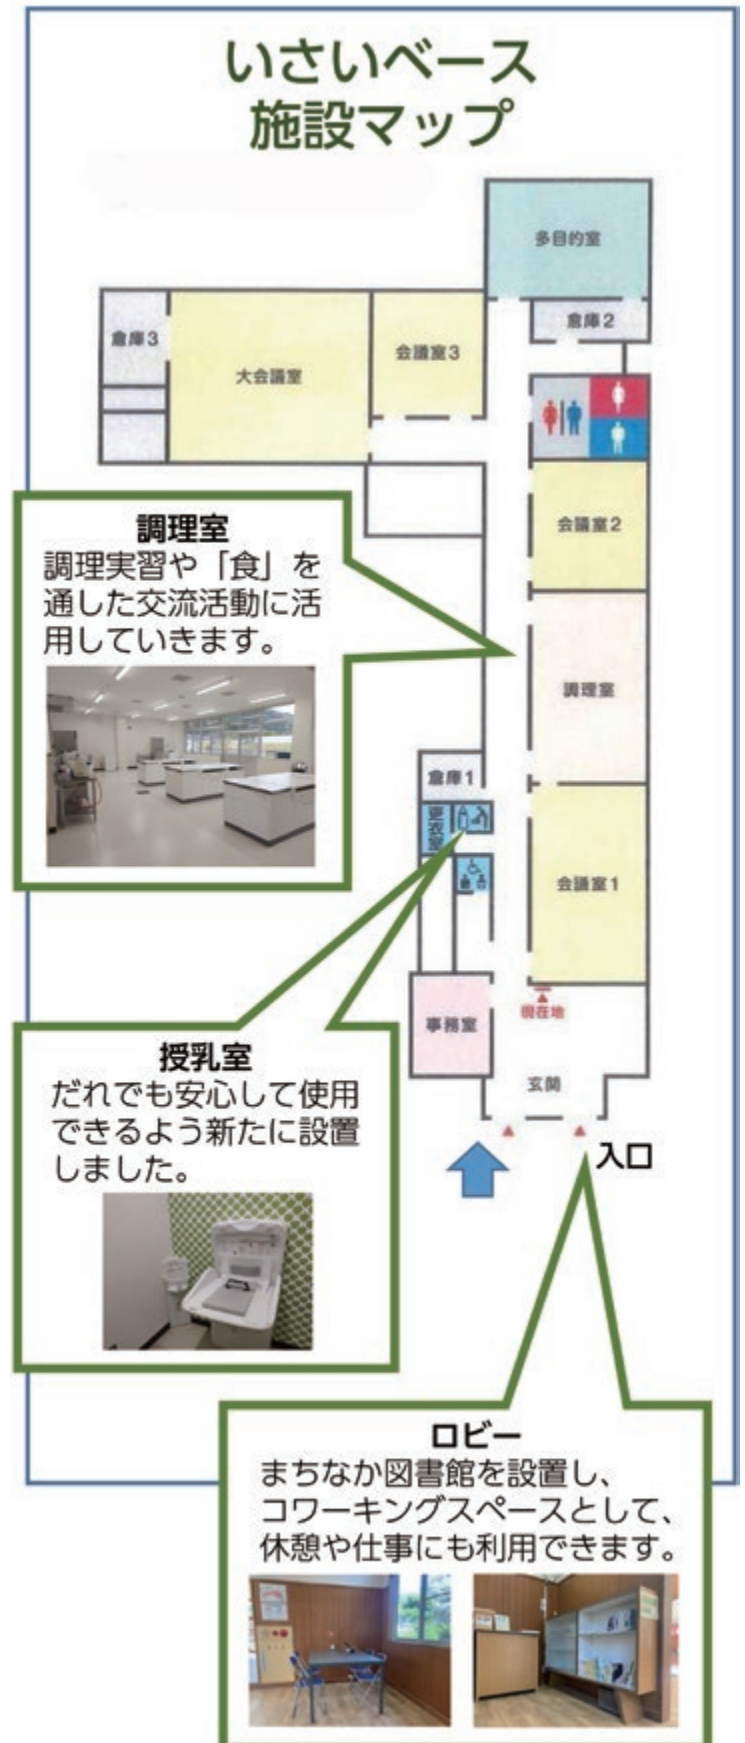 いさいベース
施設マップ
多目的室
倉庫2
倉庫3
大会議室
会議室3
会議室2
調理室
調理実習や「食」を
通した交流活動に活
用していきます。
調理室
倉庫1
更衣室
会議室1
事務室
現在地
玄関
入口
授乳室
だれでも安心して使用
できるよう新たに設置
しました。
ロビー
まちなか図書館を設置し、
コワーキングスペースとして、
休憩や仕事にも利用できます。